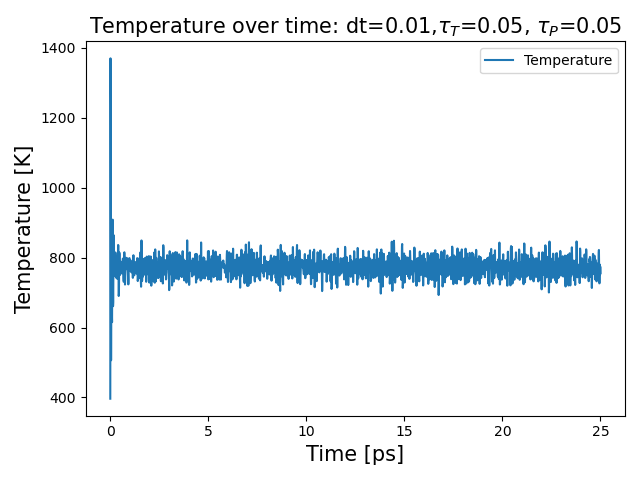 Temperature over time: dt=0.01,τ_T=0.05, τ_P=0.05
Temperature
Temperature [K]
1400
1200
1000
800
600
400
0 5 10 15 20 25
Time [ps]